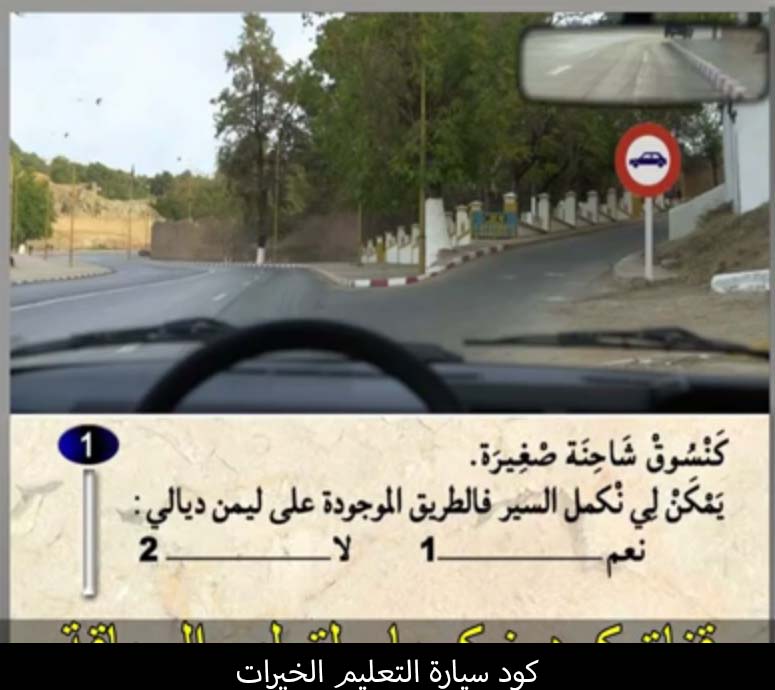 1
كَنْسُوقْ شَاحِنَة صْغِيرَة.
يَمْكَنْ لِي نْكمل السير فالطريق الموجودة على ليمن ديالي:
نعم 1 لا 2
كود سيارة التعليم الخيرات